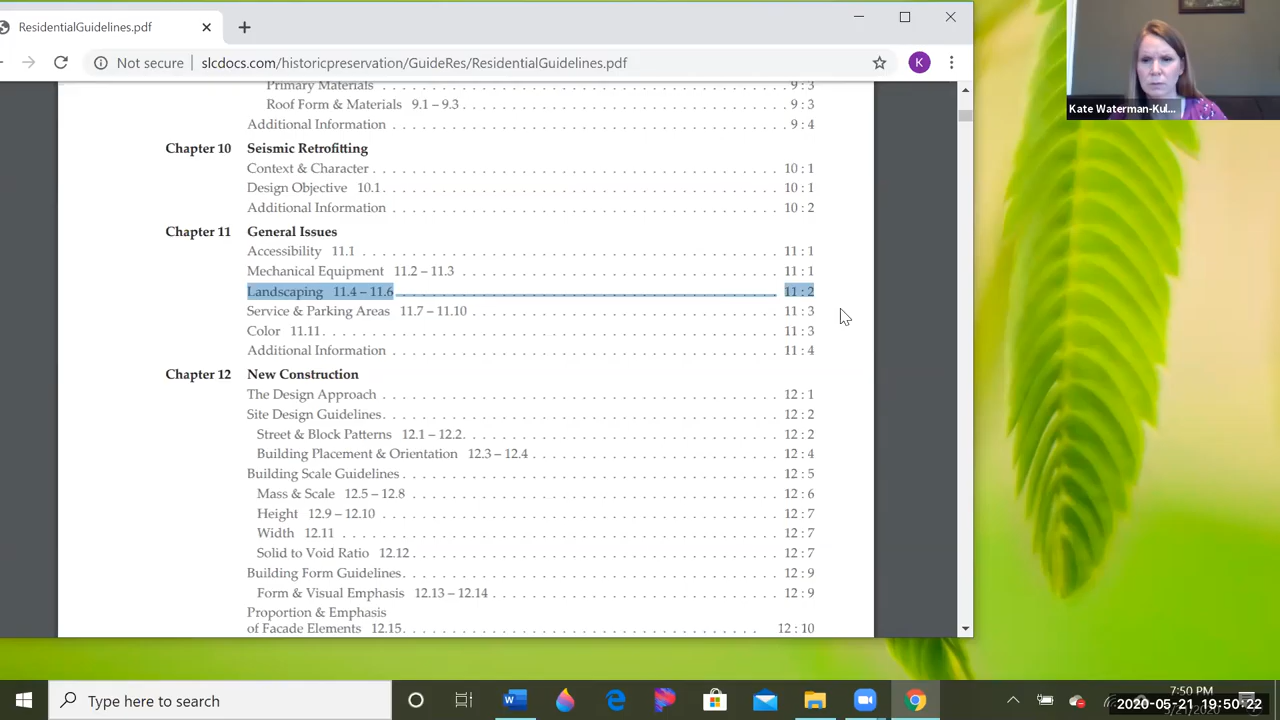 ResidentialGuidelines.pdf
Not secure | slcdocs.com/historicpreservation/GuideRes/ResidentialGuidelines.pdf
K
Kate Waterman-Kul...
Primary Materials . . . 9 : 3
Roof Form & Materials 9.1 – 9.3 . . . 9 : 3
Additional Information . . . 9 : 4
Chapter 10 Seismic Retrofitting
Context & Character . . . 10 : 1
Design Objective 10.1 . . . 10 : 1
Additional Information . . . 10 : 2
Chapter 11 General Issues
Accessibility 11.1 . . . 11 : 1
Mechanical Equipment 11.2 – 11.3 . . . 11 : 1
Landscaping 11.4 – 11.6 . . . 11 : 2
Service & Parking Areas 11.7 – 11.10 . . . 11 : 3
Color 11.11 . . . 11 : 3
Additional Information . . . 11 : 4
Chapter 12 New Construction
The Design Approach . . . 12 : 1
Site Design Guidelines . . . 12 : 2
Street & Block Patterns 12.1 – 12.2 . . . 12 : 2
Building Placement & Orientation 12.3 – 12.4 . . . 12 : 4
Building Scale Guidelines . . . 12 : 5
Mass & Scale 12.5 – 12.8 . . . 12 : 6
Height 12.9 – 12.10 . . . 12 : 7
Width 12.11 . . . 12 : 7
Solid to Void Ratio 12.12 . . . 12 : 7
Building Form Guidelines . . . 12 : 9
Form & Visual Emphasis 12.13 – 12.14 . . . 12 : 9
Proportion & Emphasis
of Facade Elements 12.15 . . . 12 : 10
Type here to search
7:50 PM
2020-05-21 19:50:22